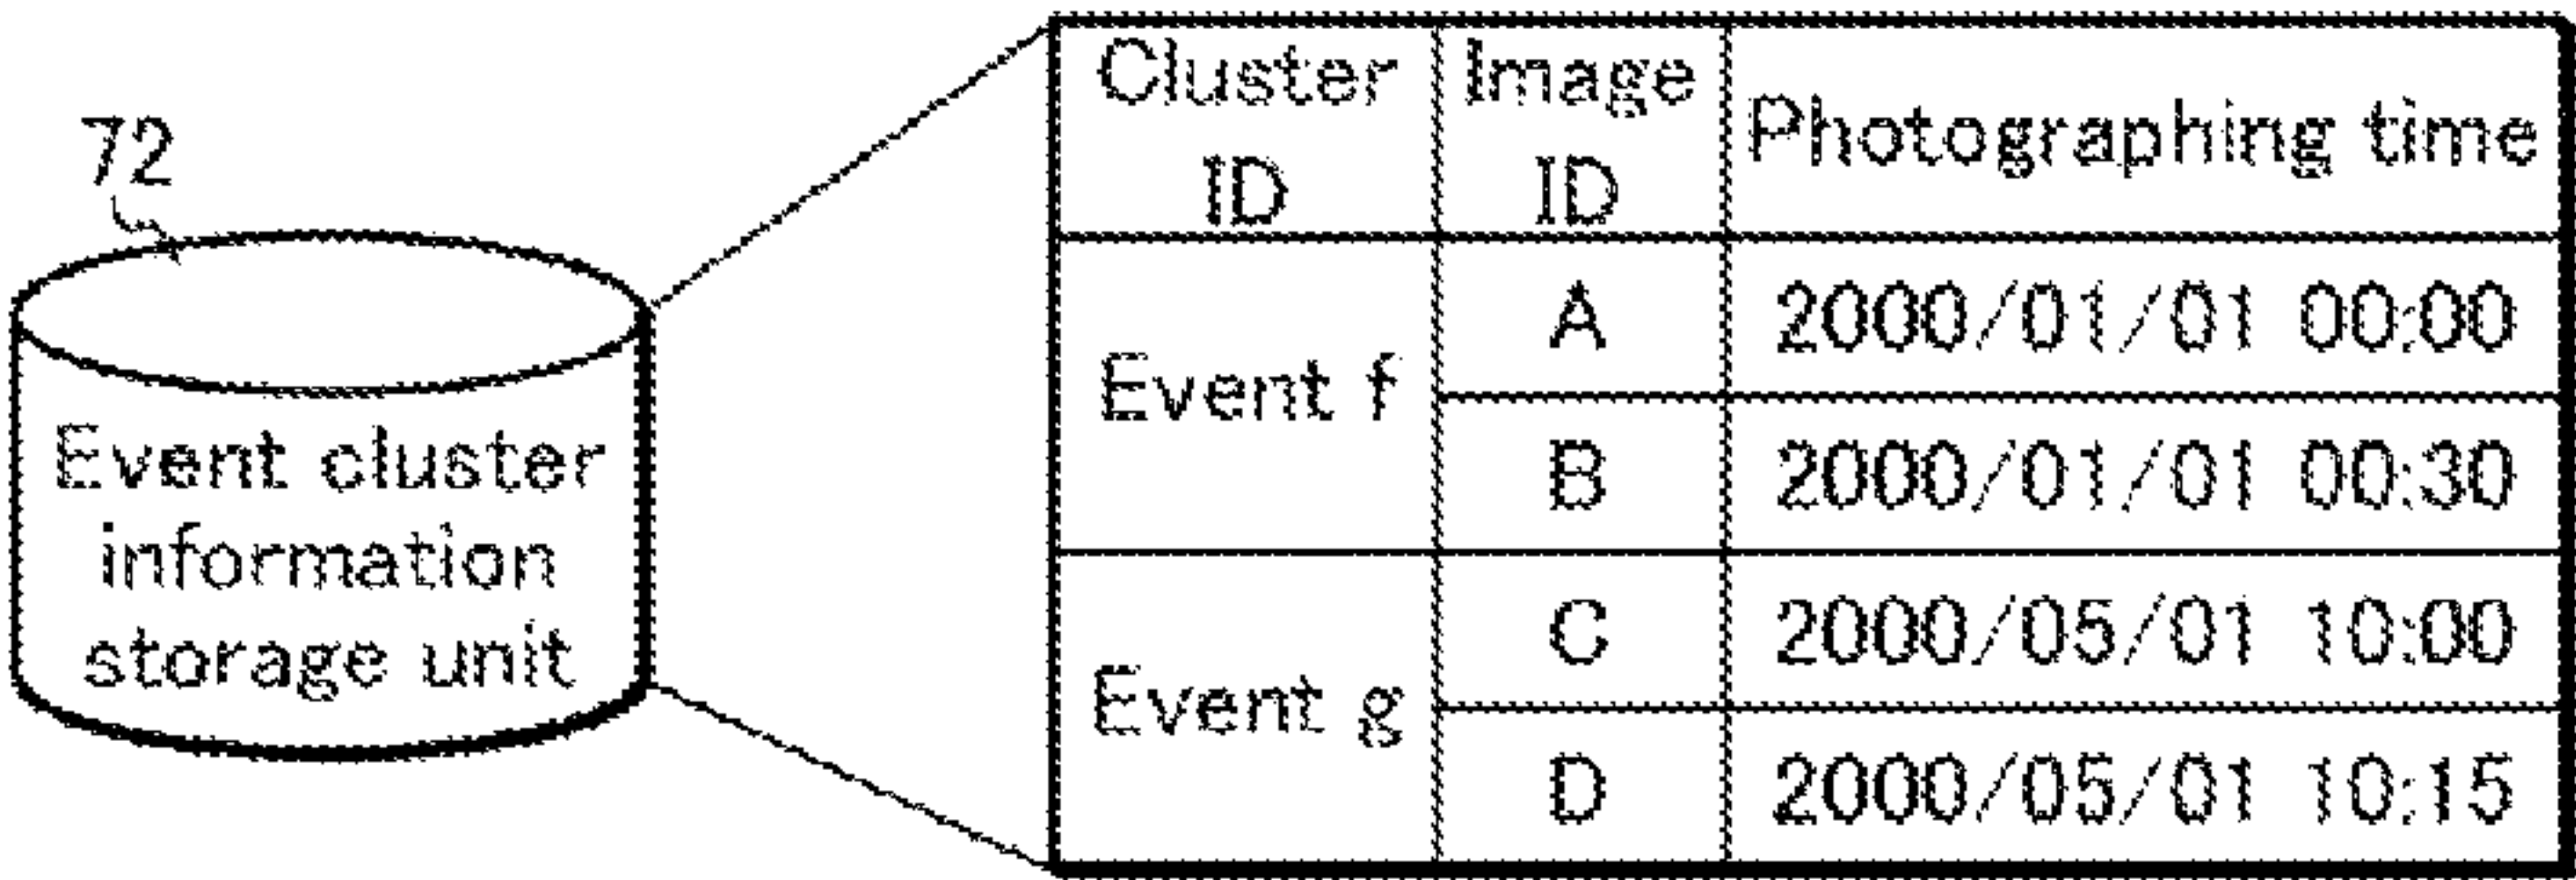 72
Event cluster
information
storage unit
Cluster ID Image ID Photographing time
Event f A 2000/01/01 00:00
B 2000/01/01 00:30
Event g C 2000/05/01 10:00
D 2000/05/01 10:15